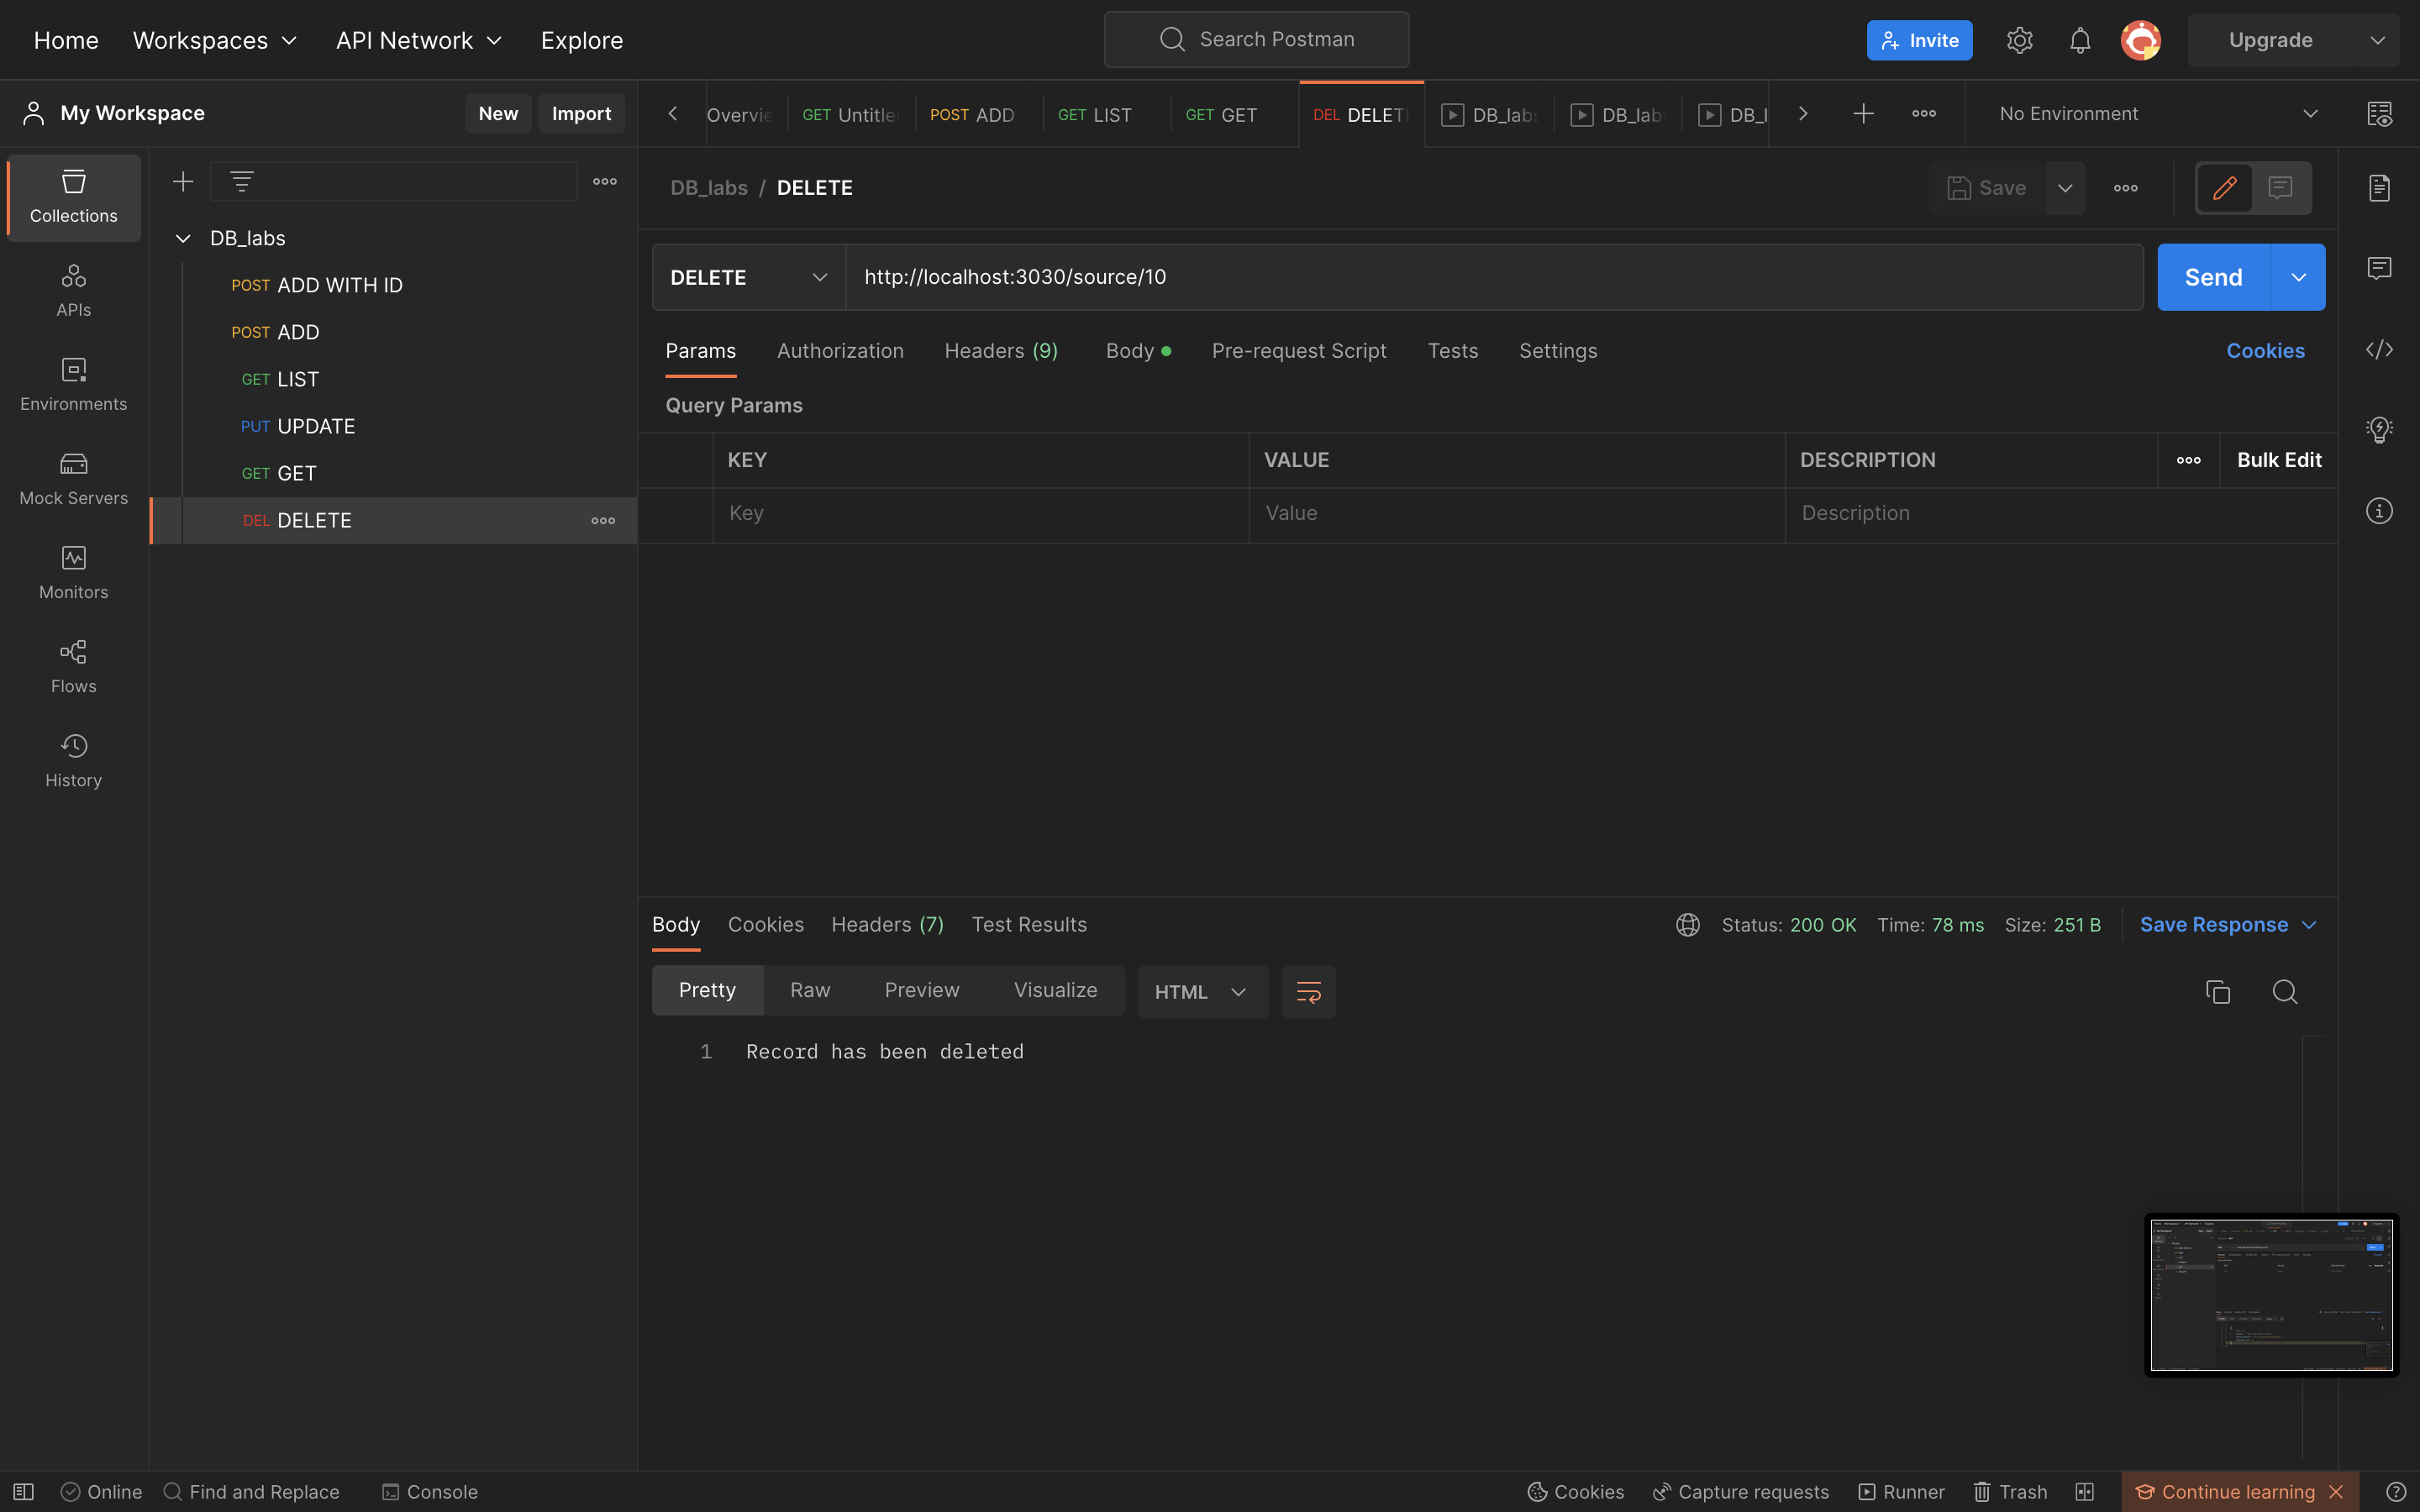 Home Workspaces API Network Explore Search Postman Invite Upgrade
My Workspace New Import Overvie GET Untitle POST ADD GET LIST GET GET DEL DELET DB_lab DB_lab DB_l No Environment
Collections
DB_labs / DELETE Save
DB_labs
POST ADD WITH ID
POST ADD
GET LIST
PUT UPDATE
GET GET
DEL DELETE
APIs
Environments
Mock Servers
Monitors
Flows
History
DELETE http://localhost:3030/source/10 Send
Params Authorization Headers (9) Body Pre-request Script Tests Settings Cookies
Query Params
KEY VALUE DESCRIPTION Bulk Edit
Key Value Description
Body Cookies Headers (7) Test Results Status: 200 OK Time: 78 ms Size: 251 B Save Response
Pretty Raw Preview Visualize HTML
1 Record has been deleted
Online Find and Replace Console Cookies Capture requests Runner Trash Continue learning